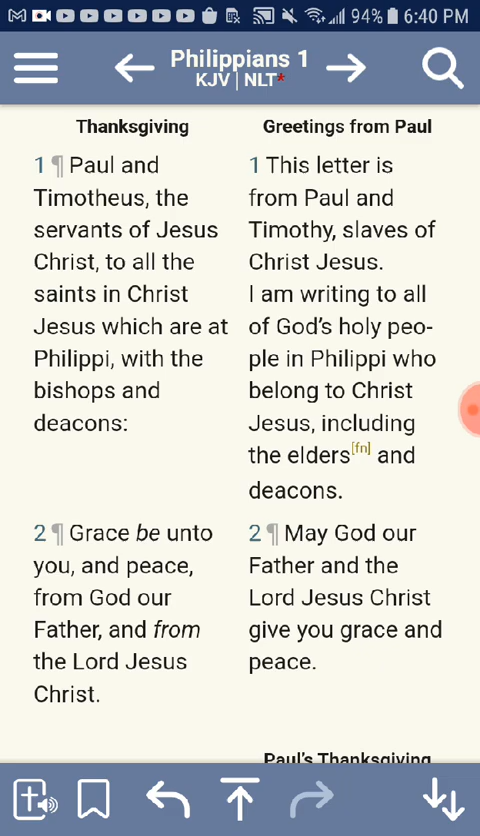 94% 6:40 PM
Philippians 1
KJV | NLT*
Thanksgiving
1 ¶ Paul and
Timotheus, the
servants of Jesus
Christ, to all the
saints in Christ
Jesus which are at
Philippi, with the
bishops and
deacons:
Greetings from Paul
1 This letter is
from Paul and
Timothy, slaves of
Christ Jesus.
I am writing to all
of God's holy peo-
ple in Philippi who
belong to Christ
Jesus, including
the elders[fn] and
deacons.
2 ¶ Grace be unto
you, and peace,
from God our
Father, and from
the Lord Jesus
Christ.
2 ¶ May God our
Father and the
Lord Jesus Christ
give you grace and
peace.
Paul's Thanksgiving